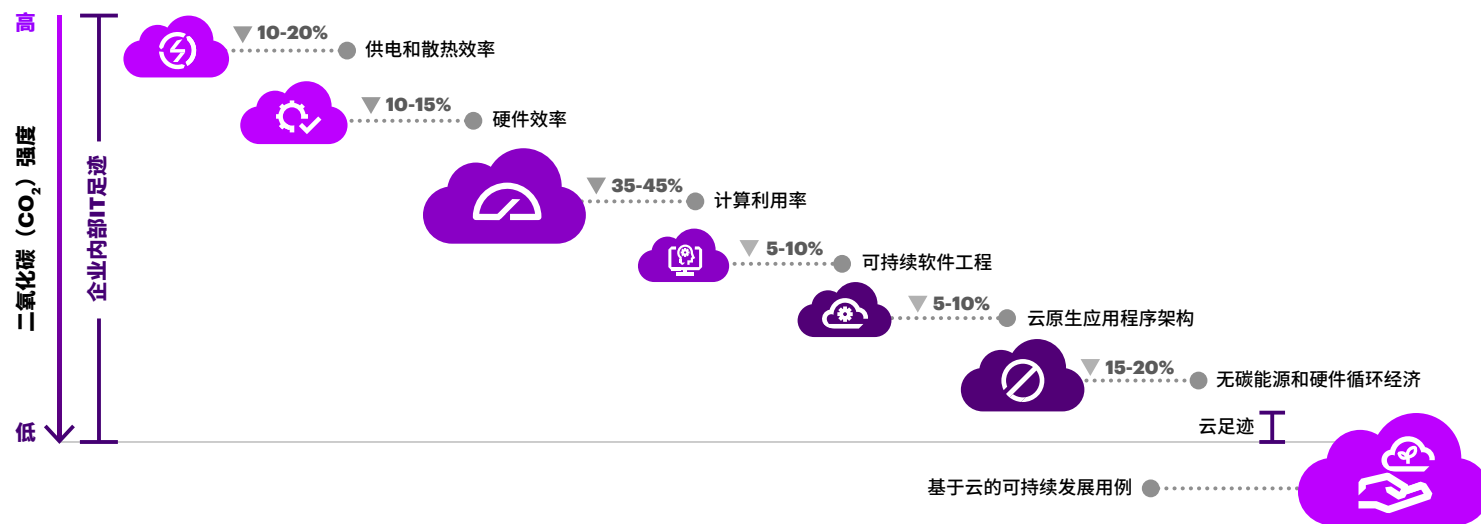 高
10-20%
供电和散热效率
10-15%
硬件效率
二氧化碳（CO₂）强度
企业内部IT足迹
35-45%
计算利用率
5-10%
可持续软件工程
5-10%
云原生应用程序架构
15-20%
无碳能源和硬件循环经济
低
云足迹
基于云的可持续发展用例